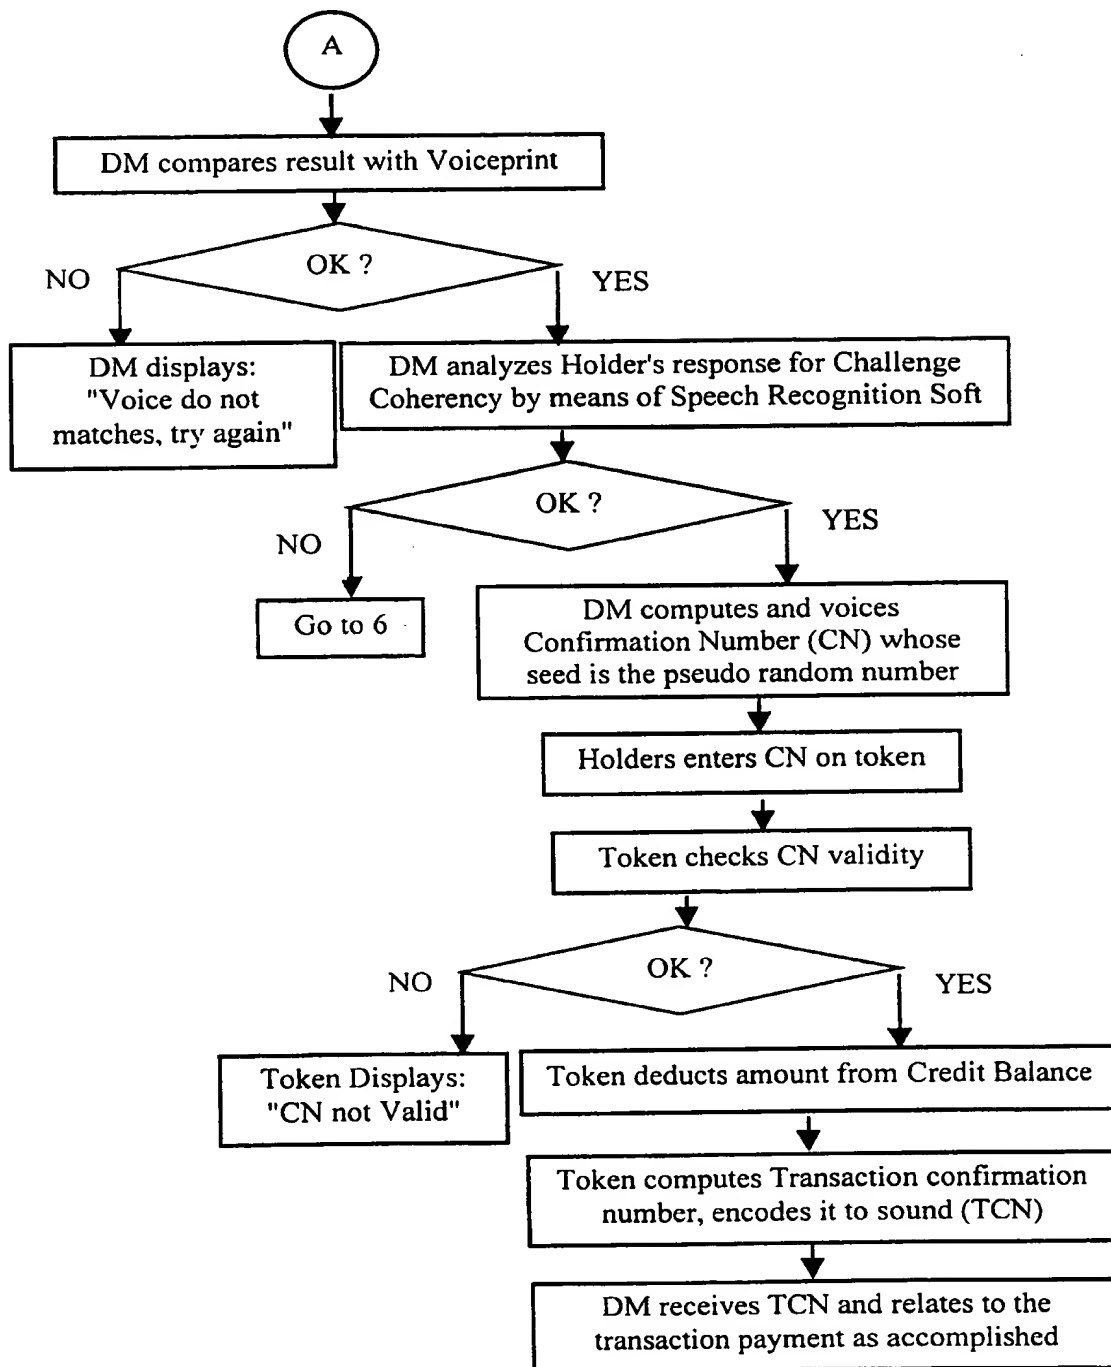 A
DM compares result with Voiceprint
OK ?
NO
YES
DM displays:
"Voice do not
matches, try again"
DM analyzes Holder's response for Challenge
Coherency by means of Speech Recognition Soft
OK ?
NO
YES
Go to 6
DM computes and voices
Confirmation Number (CN) whose
seed is the pseudo random number
Holders enters CN on token
Token checks CN validity
OK ?
NO
YES
Token Displays:
"CN not Valid"
Token deducts amount from Credit Balance
Token computes Transaction confirmation
number, encodes it to sound (TCN)
DM receives TCN and relates to the
transaction payment as accomplished